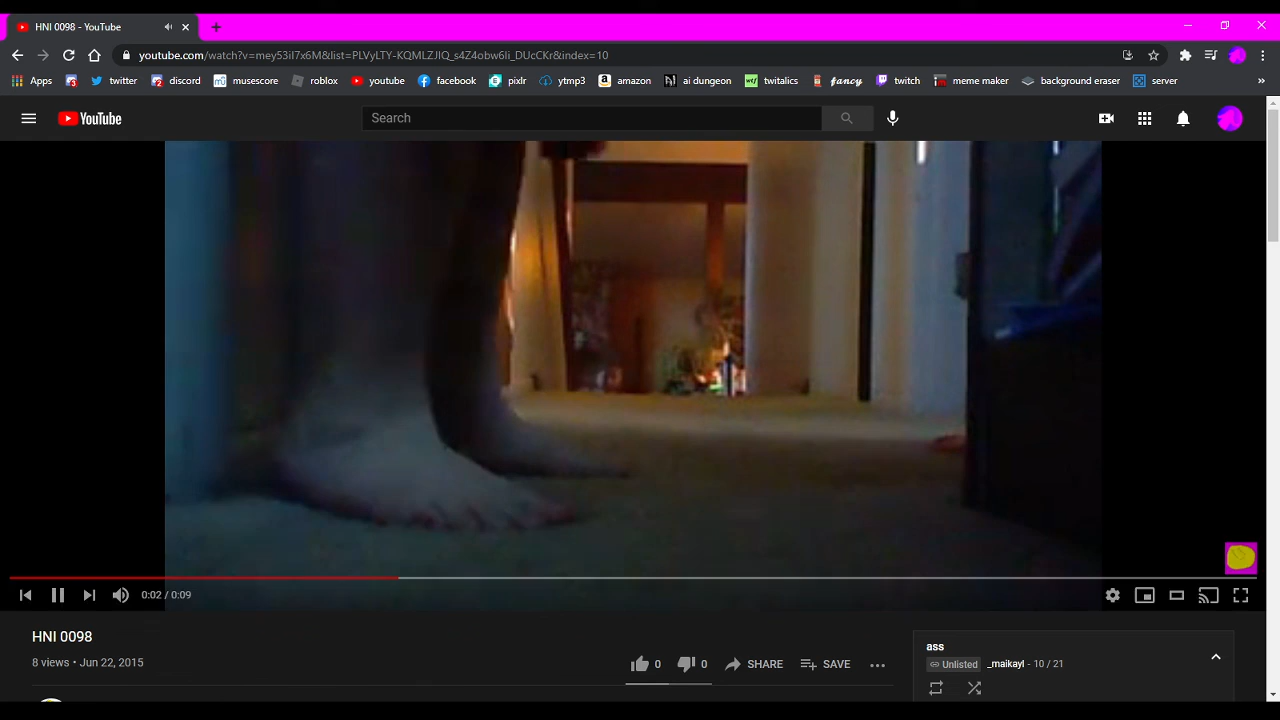 HNI 0098 - YouTube
youtube.com/watch?v=mey53iI7x6M&list=PLVyLTY-KQMLZJIQ_s4Z4obw6Ii_DUcCKr&index=10
Apps twitter discord musescore roblox youtube facebook pixlr ytmp3 amazon ai dungeon twitalics fancy twitch meme maker background eraser server »
YouTube Search
0:02 / 0:09
HNI 0098
8 views • Jun 22, 2015
0 0 SHARE SAVE
ass
Unlisted _maikayl - 10 / 21